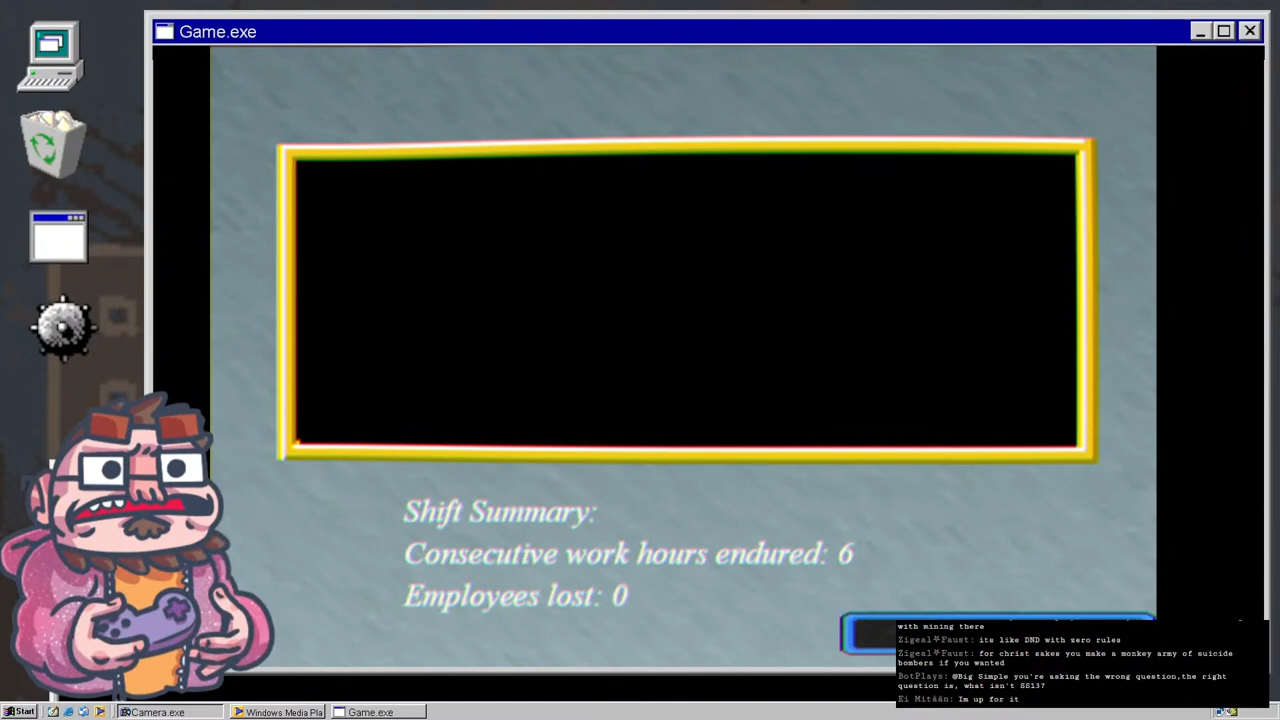 Game.exe
Shift Summary:
Consecutive work hours endured: 6
Employees lost: 0
with mining there
Zigeal⛧Faust: its like DND with zero rules
Zigeal⛧Faust: for christ sakes you make a monkey army of suicide
bombers if you wanted
BotPlays: @Big Simple you're asking the wrong question,the right
question is, what isn't SS13?
Ei Mitään: Im up for it
Start
Camera.exe
Windows Media Pla
Game.exe